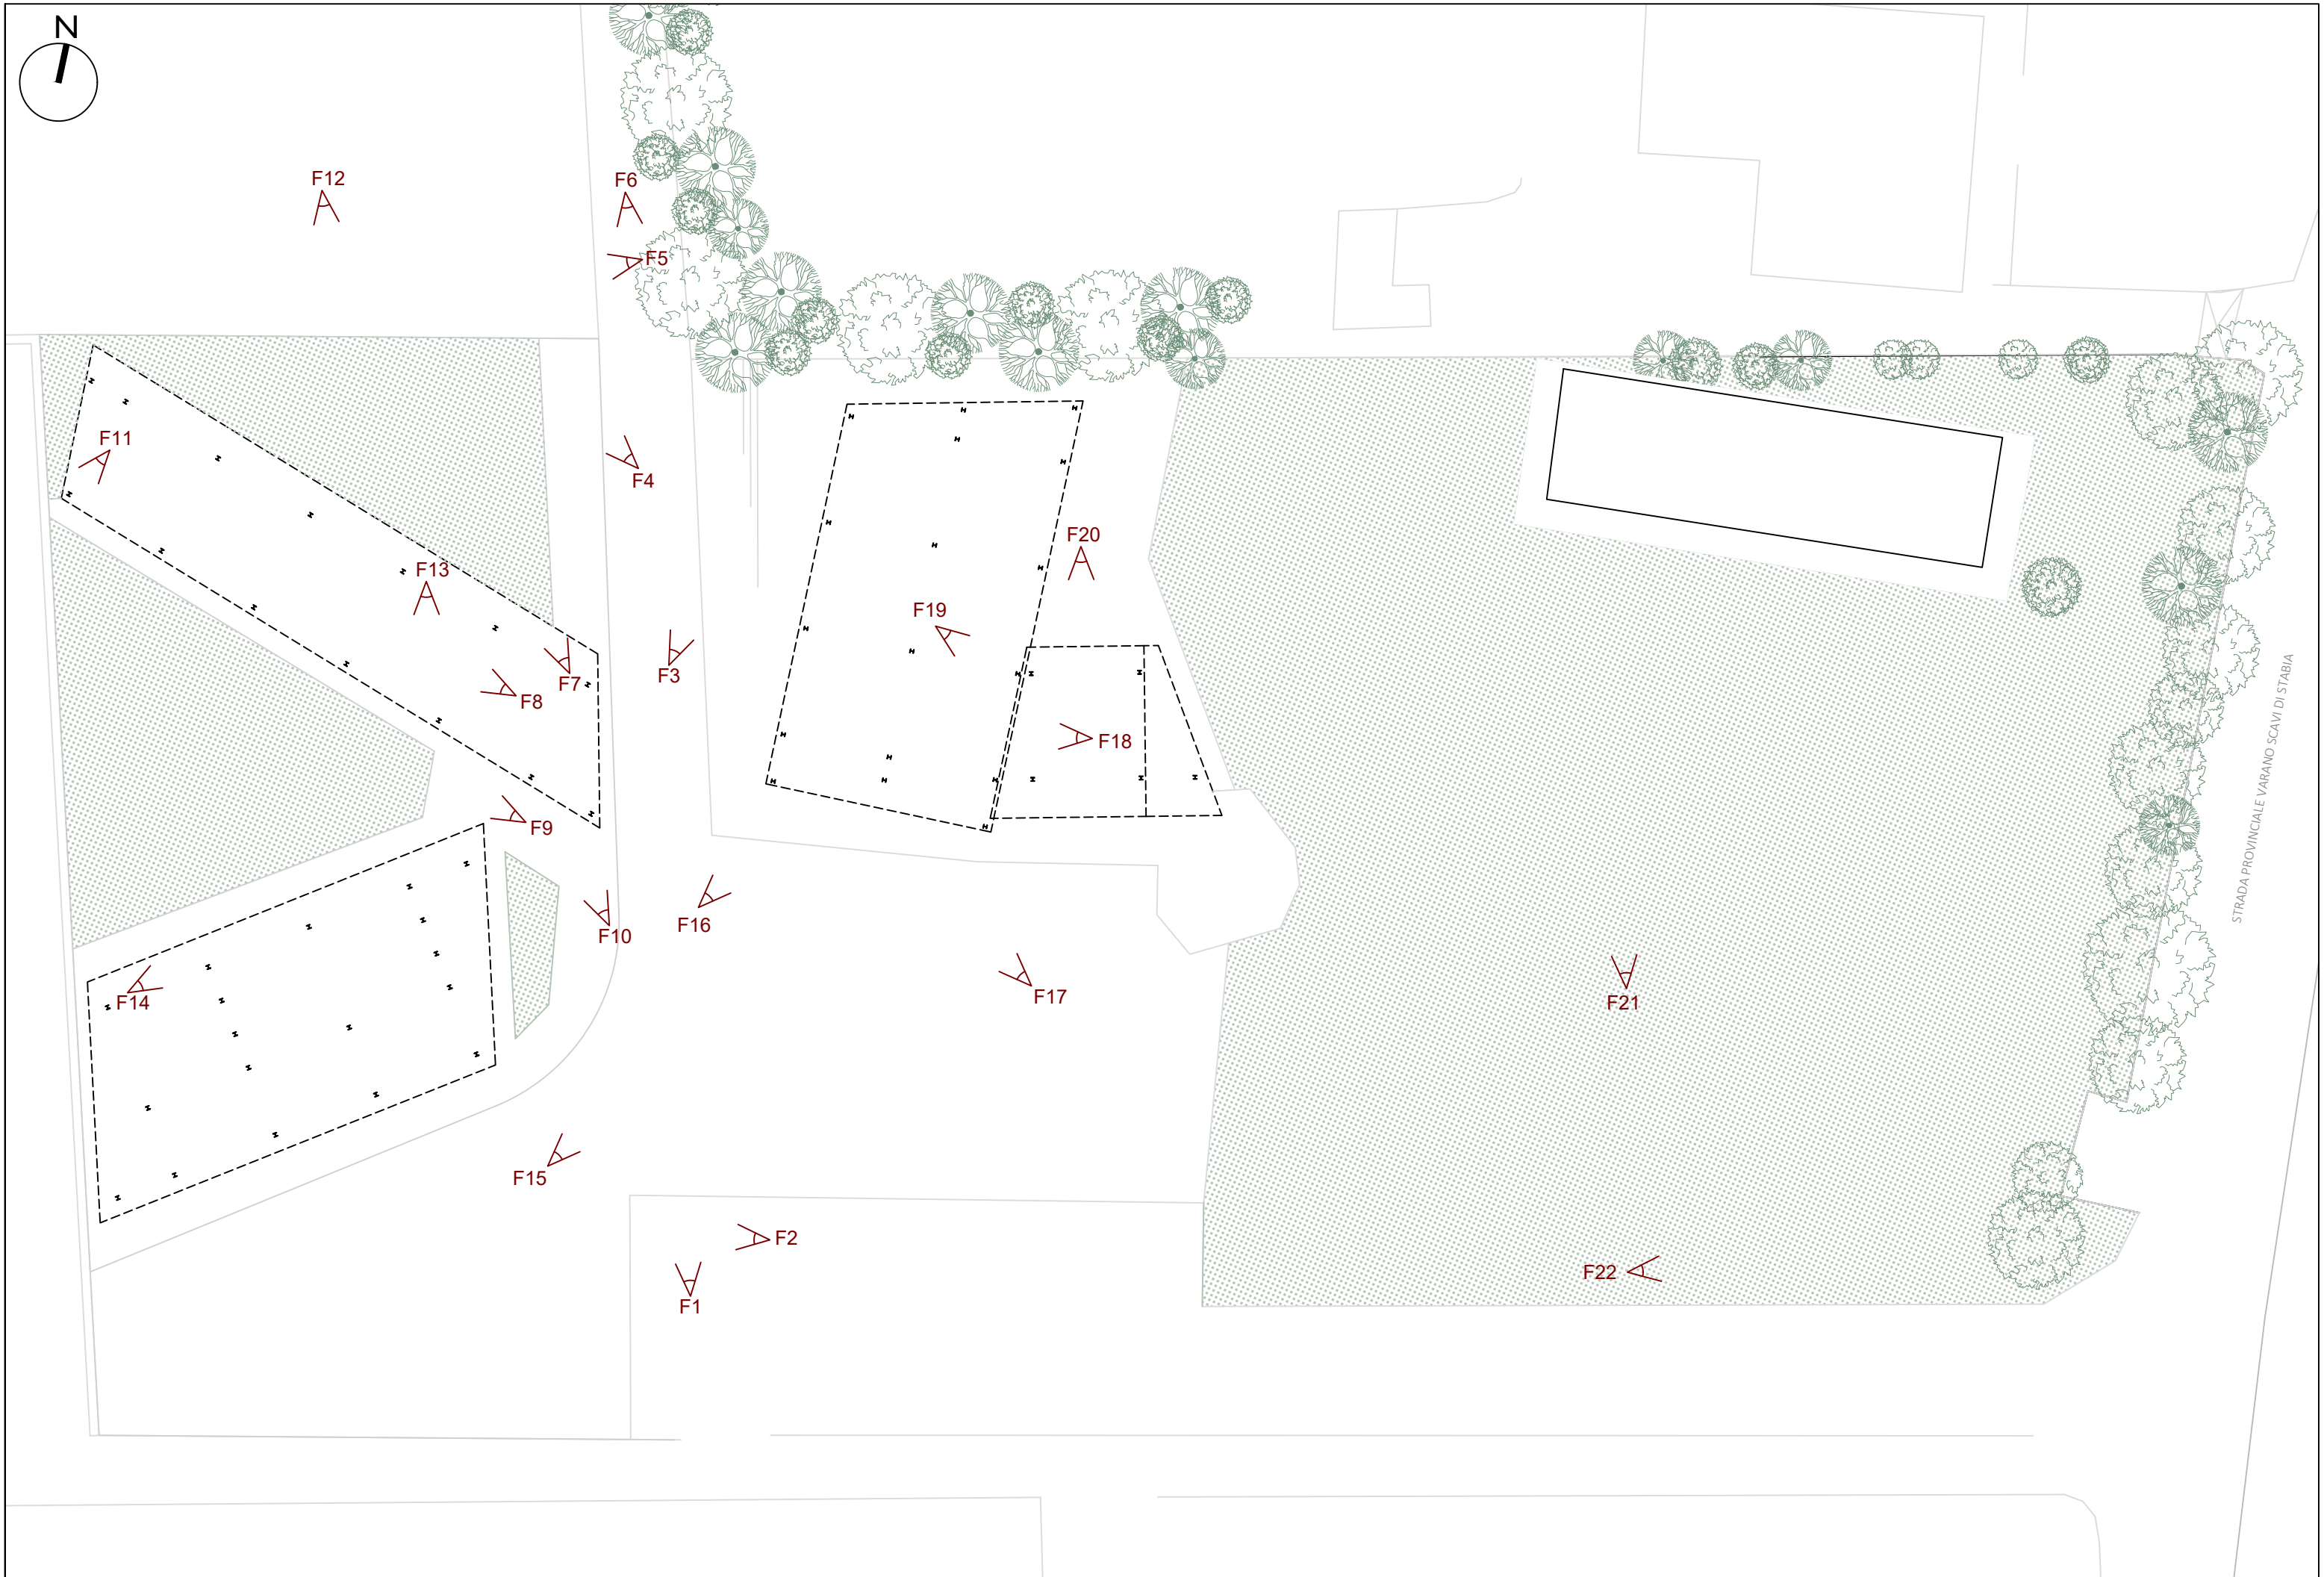 N
F12
F6
F5
F11
F4
F20
F13
F19
F3
F7
F8
F18
F9
F16
F10
F17
F14
F21
F15
F2
F22
F1
STRADA PROVINCIALE VARANO SCAVI DI STABIA